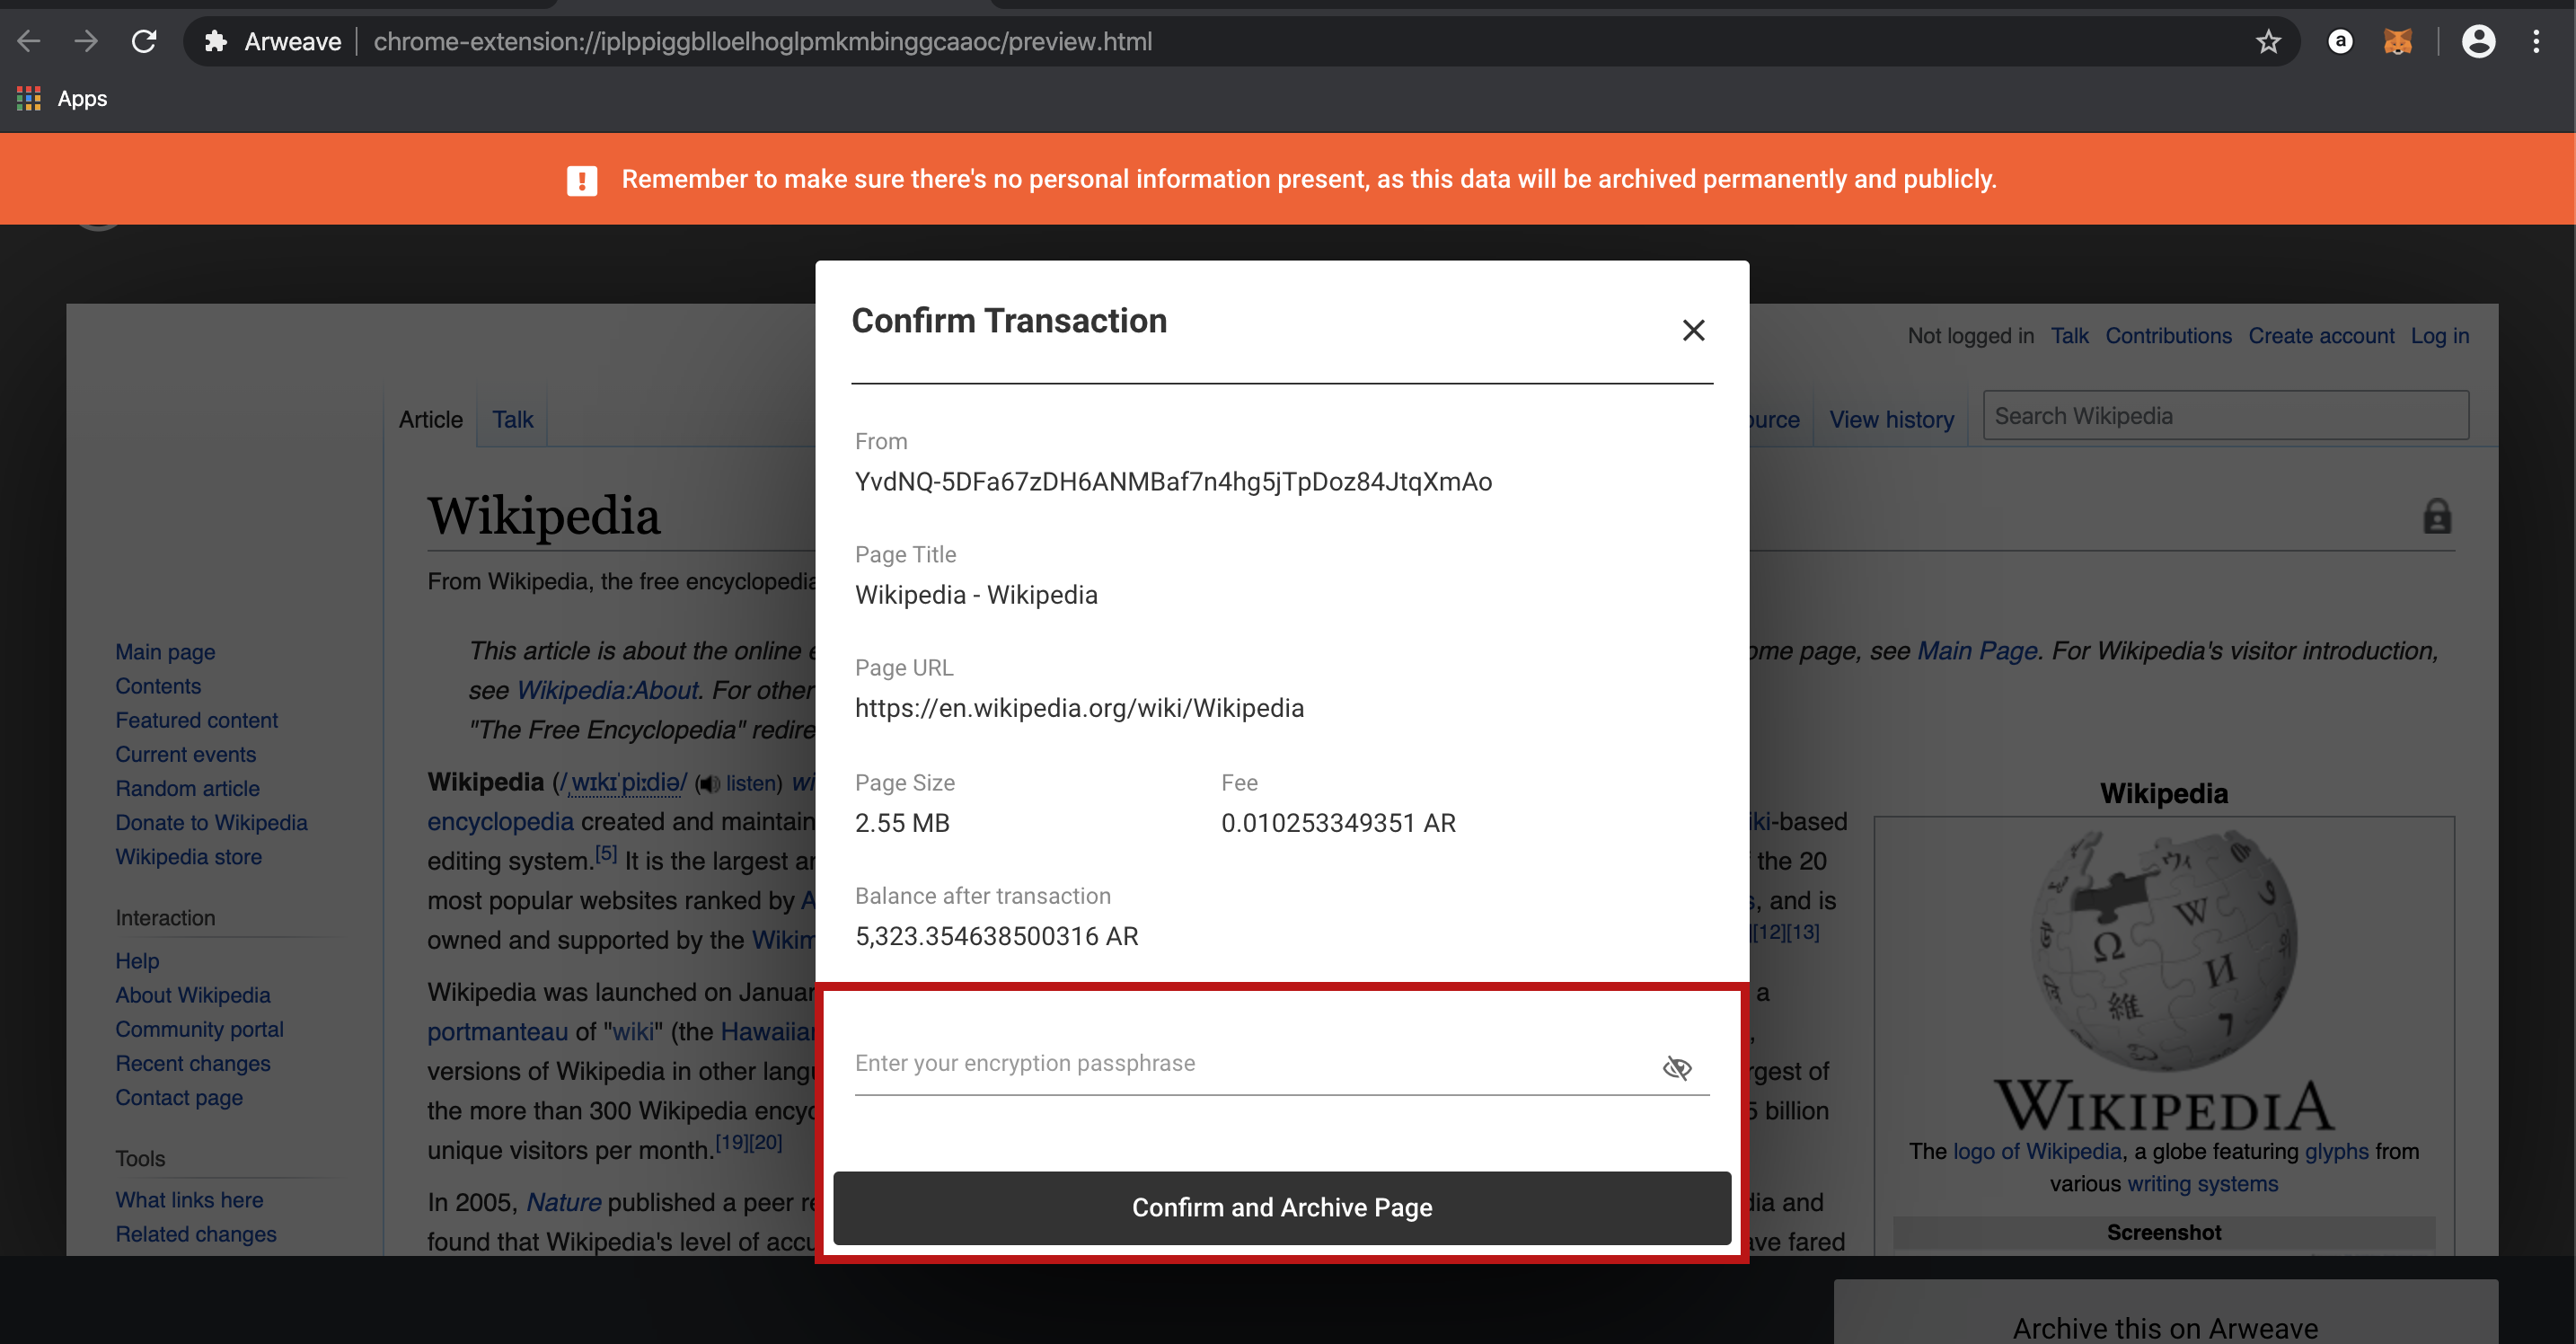 Arweave chrome-extension://iplppiggblloelhoglpmkmbinggcaaoc/preview.html
Apps
Remember to make sure there's no personal information present, as this data will be archived permanently and publicly.
Confirm Transaction
From
YvdNQ-5DFa67zDH6ANMBaf7n4hg5jTpDoz84JtqXmAo
Page Title
Wikipedia - Wikipedia
Page URL
https://en.wikipedia.org/wiki/Wikipedia
Page Size Fee
2.55 MB 0.010253349351 AR
Balance after transaction
5,323.354638500316 AR
Enter your encryption passphrase
Confirm and Archive Page
Not logged in Talk Contributions Create account Log in
Article Talk
View history Search Wikipedia
Wikipedia
From Wikipedia, the free encyclopedia
Main page
Contents
Featured content
Current events
Random article
Donate to Wikipedia
Wikipedia store
Interaction
Help
About Wikipedia
Community portal
Recent changes
Contact page
Tools
What links here
Related changes
This article is about the online
see Wikipedia:About. For other
"The Free Encyclopedia" redire
ome page, see Main Page. For Wikipedia's visitor introduction,
Wikipedia (/ˌwɪkɪˈpiːdiə/ (listen) wi
encyclopedia created and maintain
editing system.[5] It is the largest ar
most popular websites ranked by A
owned and supported by the Wikim
Wikipedia was launched on Januar
portmanteau of "wiki" (the Hawaiian
versions of Wikipedia in other langu
the more than 300 Wikipedia encyc
unique visitors per month.[19][20]
In 2005, Nature published a peer re
found that Wikipedia's level of accu
iki-based
the 20
, and is
[12][13]
a
rgest of
5 billion
dia and
ave fared
Wikipedia
Ω W И 維
WIKIPEDIA
The logo of Wikipedia, a globe featuring glyphs from
various writing systems
Screenshot
Archive this on Arweave